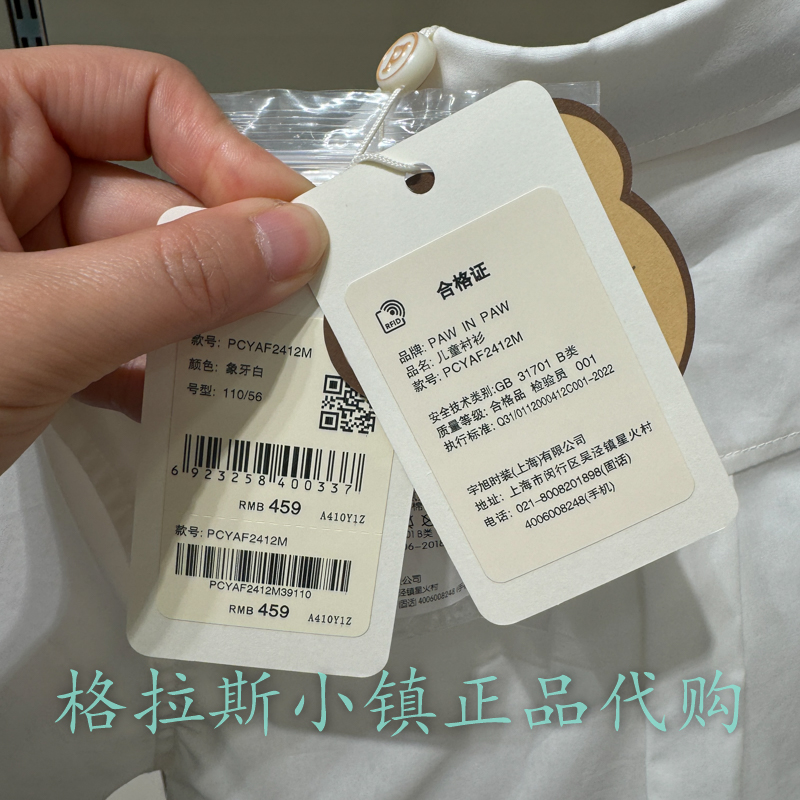 合格证
RFID
品牌: PAW IN PAW
品名: 儿童衬衫
款号: PCYAF2412M
安全技术类别:GB 31701 B类
质量等级: 合格品 检验员 001
执行标准: Q31/0112000412C001-2022
宇旭时装(上海)有限公司
地址: 上海市闵行区吴泾镇星火村
电话: 021-8008201898(固话)
4006008248(手机)
款号: PCYAF2412M
颜色: 象牙白
号型: 110/56
6 923258 400337
RMB 459
A410Y1Z
款号: PCYAF2412M
PCYAF2412M39110
RMB 459
A410Y1Z
格拉斯小镇正品代购